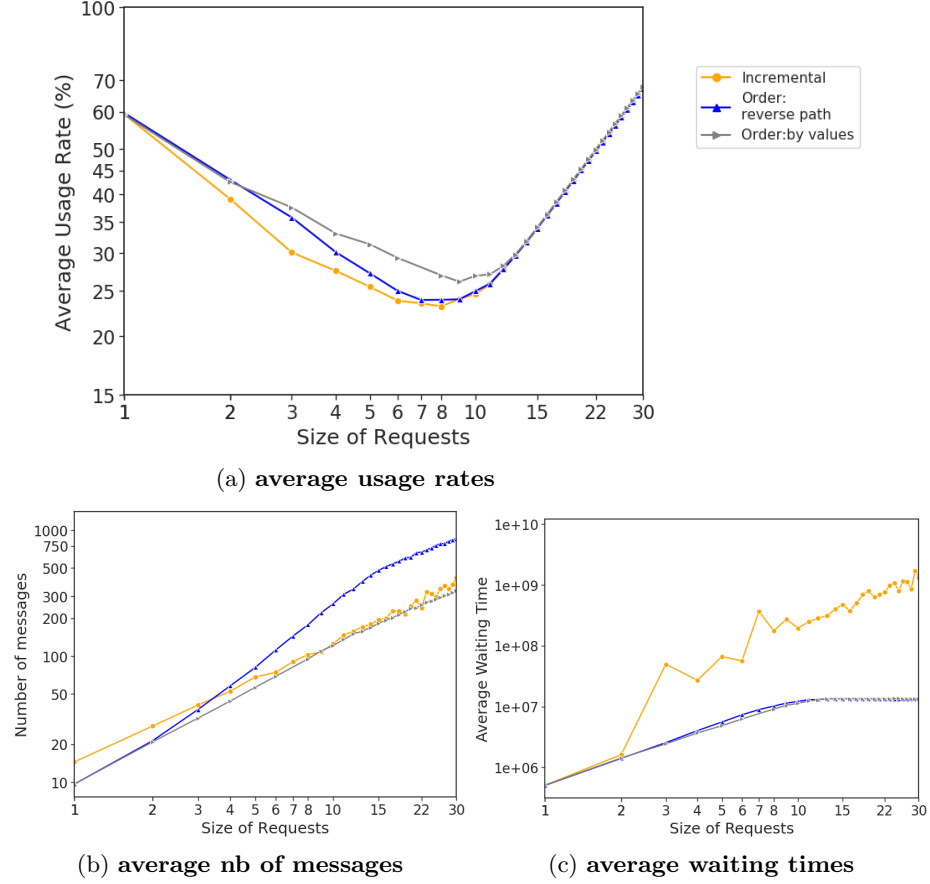 100
70
60
50
45
40
35
30
25
20
15
Average Usage Rate (%)
1 2 3 4 5 6 7 8 10 15 22 30
Size of Requests
Incremental
Order:
reverse path
Order:by values
(a) average usage rates
1000
750
500
300
200
100
50
20
10
Number of messages
1 2 3 4 5 6 7 8 10 15 22 30
Size of Requests
(b) average nb of messages
1e+10
1e+09
1e+08
1e+07
1e+06
Average Waiting Time
1 2 3 4 5 6 7 8 10 15 22 30
Size of Requests
(c) average waiting times